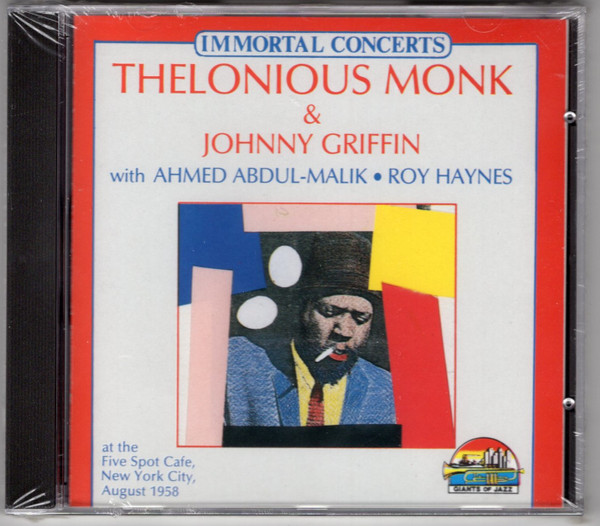 IMMORTAL CONCERTS
THELONIOUS MONK
&
JOHNNY GRIFFIN
with AHMED ABDUL-MALIK • ROY HAYNES
at the
Five Spot Cafe,
New York City,
August 1958
GIANTS OF JAZZ